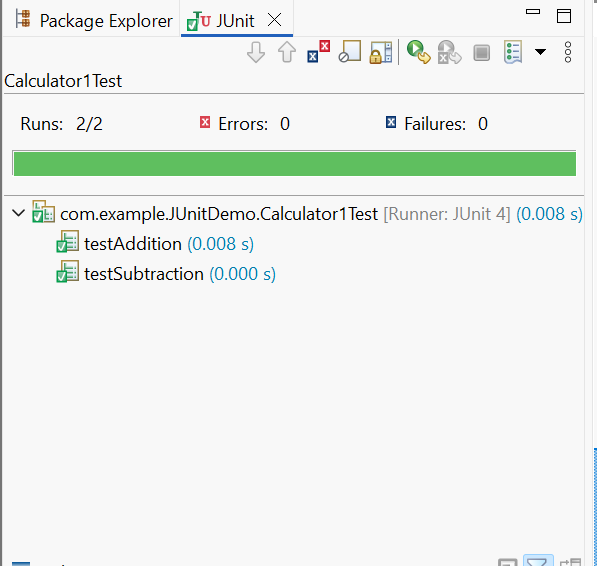 Package Explorer JUnit
Calculator1Test
Runs: 2/2 Errors: 0 Failures: 0
com.example.JUnitDemo.Calculator1Test [Runner: JUnit 4] (0.008 s)
testAddition (0.008 s)
testSubtraction (0.000 s)